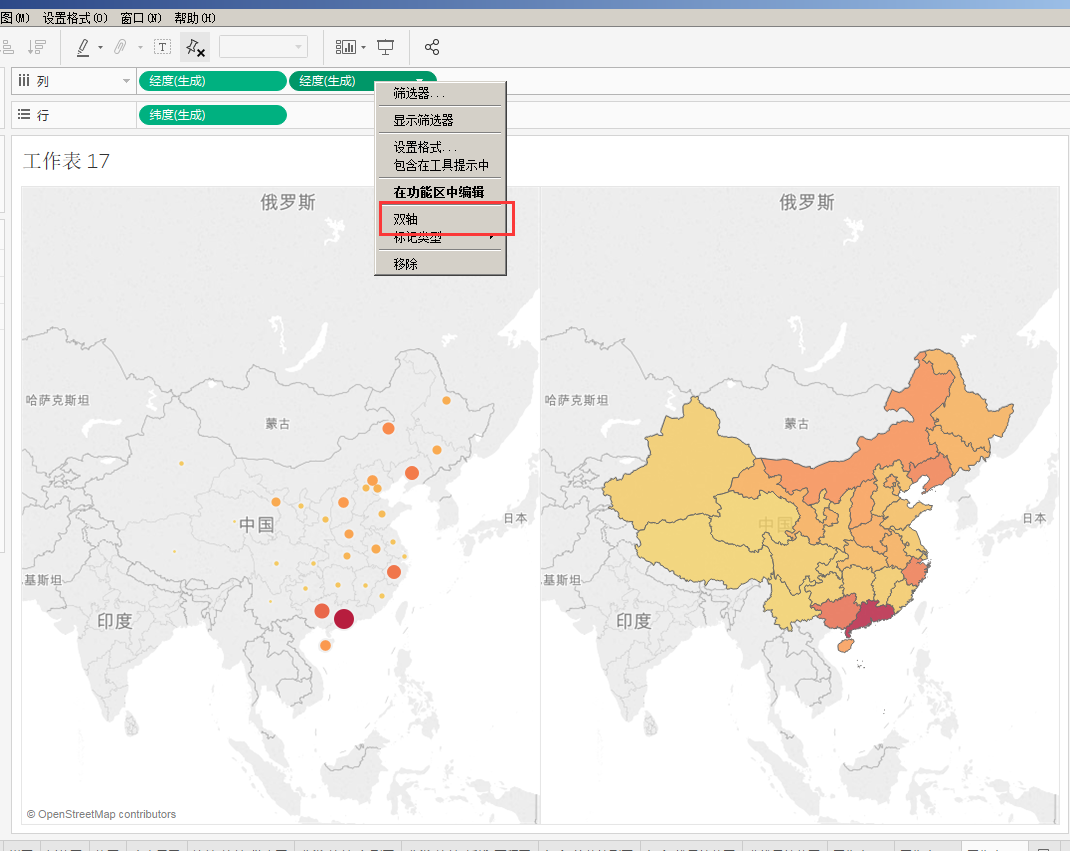 图(M) 设置格式(O) 窗口(N) 帮助(H)
T
列
经度(生成)
经度(生成)
行
纬度(生成)
筛选器...
显示筛选器
设置格式...
包含在工具提示中
在功能区中编辑
双轴
标记类型
移除
工作表 17
俄罗斯
哈萨克斯坦
蒙古
中国
日本
基斯坦
印度
© OpenStreetMap contributors
俄罗斯
哈萨克斯坦
蒙古
中国
日本
基斯坦
印度